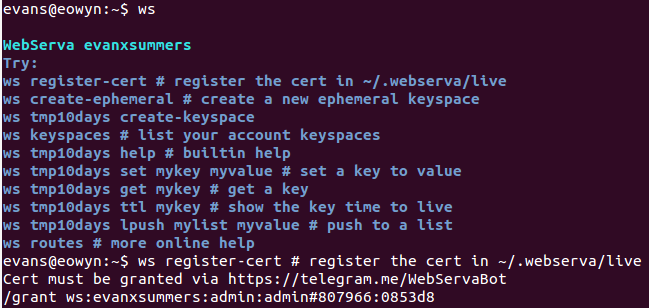 evans@eowyn:~$ ws
WebServa evanxsummers
Try:
ws register-cert # register the cert in ~/.webserva/live
ws create-ephemeral # create a new ephemeral keyspace
ws tmp10days create-keyspace
ws keyspaces # list your account keyspaces
ws tmp10days help # builtin help
ws tmp10days set mykey myvalue # set a key to value
ws tmp10days get mykey # get a key
ws tmp10days ttl mykey # show the key time to live
ws tmp10days lpush mylist myvalue # push to a list
ws routes # more online help
evans@eowyn:~$ ws register-cert # register the cert in ~/.webserva/live
Cert must be granted via https://telegram.me/WebServaBot
/grant ws:evanxsummers:admin:admin#807966:0853d8